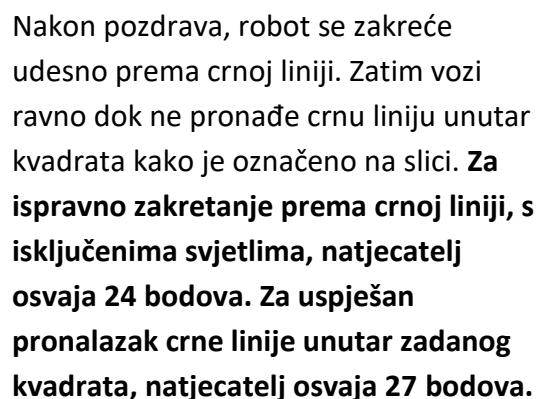 Nakon pozdrava, robot se zakreće
udesno prema crnoj liniji. Zatim vozi
ravno dok ne pronađe crnu liniju unutar
kvadrata kako je označeno na slici. Za
ispravno zakretanje prema crnoj liniji, s
isključenima svjetlima, natjecatelj
osvaja 24 bodova. Za uspješan
pronalazak crne linije unutar zadanog
kvadrata, natjecatelj osvaja 27 bodova.